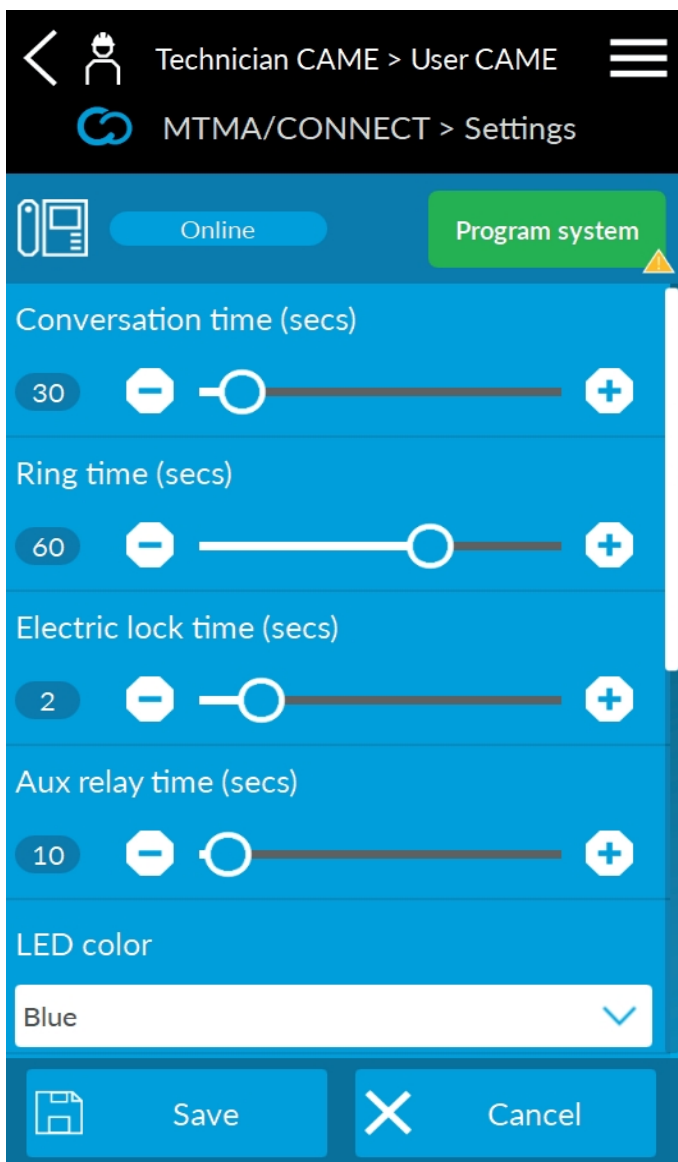 Technician CAME > User CAME
MTMA/CONNECT > Settings
Online
Program system
Conversation time (secs)
30
Ring time (secs)
60
Electric lock time (secs)
2
Aux relay time (secs)
10
LED color
Blue
Save
Cancel